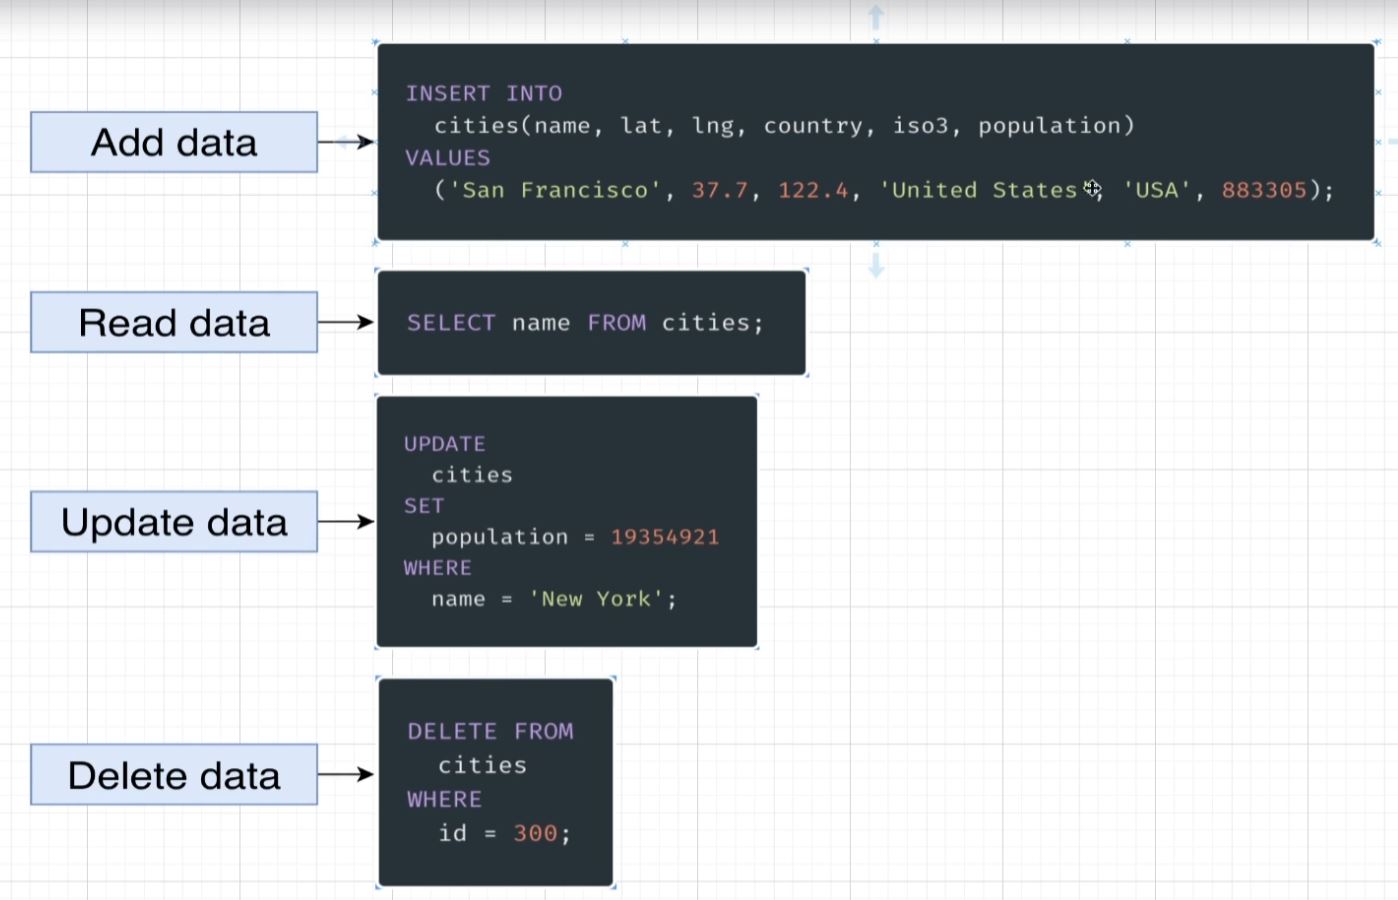 Add data
INSERT INTO
cities(name, lat, lng, country, iso3, population)
VALUES
('San Francisco', 37.7, 122.4, 'United States', 'USA', 883305);
Read data
SELECT name FROM cities;
Update data
UPDATE
cities
SET
population = 19354921
WHERE
name = 'New York';
Delete data
DELETE FROM
cities
WHERE
id = 300;